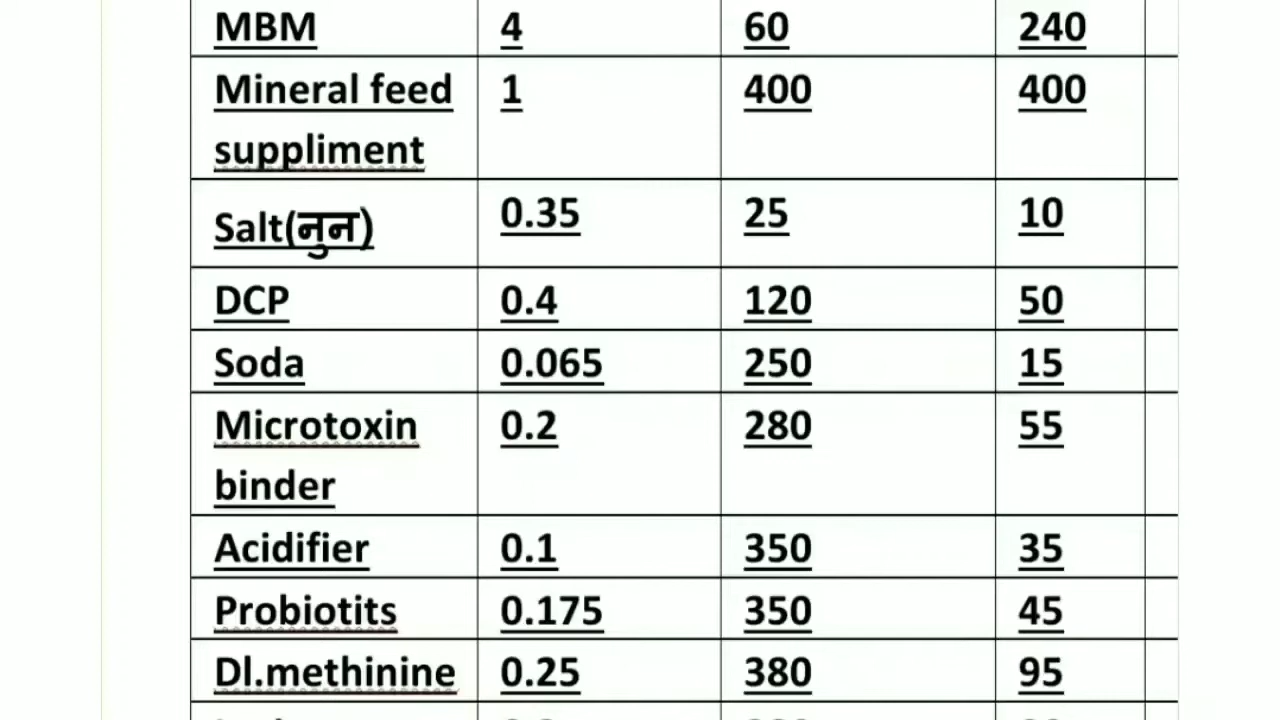 MBM 4 60 240
Mineral feed 1 400 400
suppliment
Salt(नुन) 0.35 25 10
DCP 0.4 120 50
Soda 0.065 250 15
Microtoxin 0.2 280 55
binder
Acidifier 0.1 350 35
Probiotits 0.175 350 45
Dl.methinine 0.25 380 95